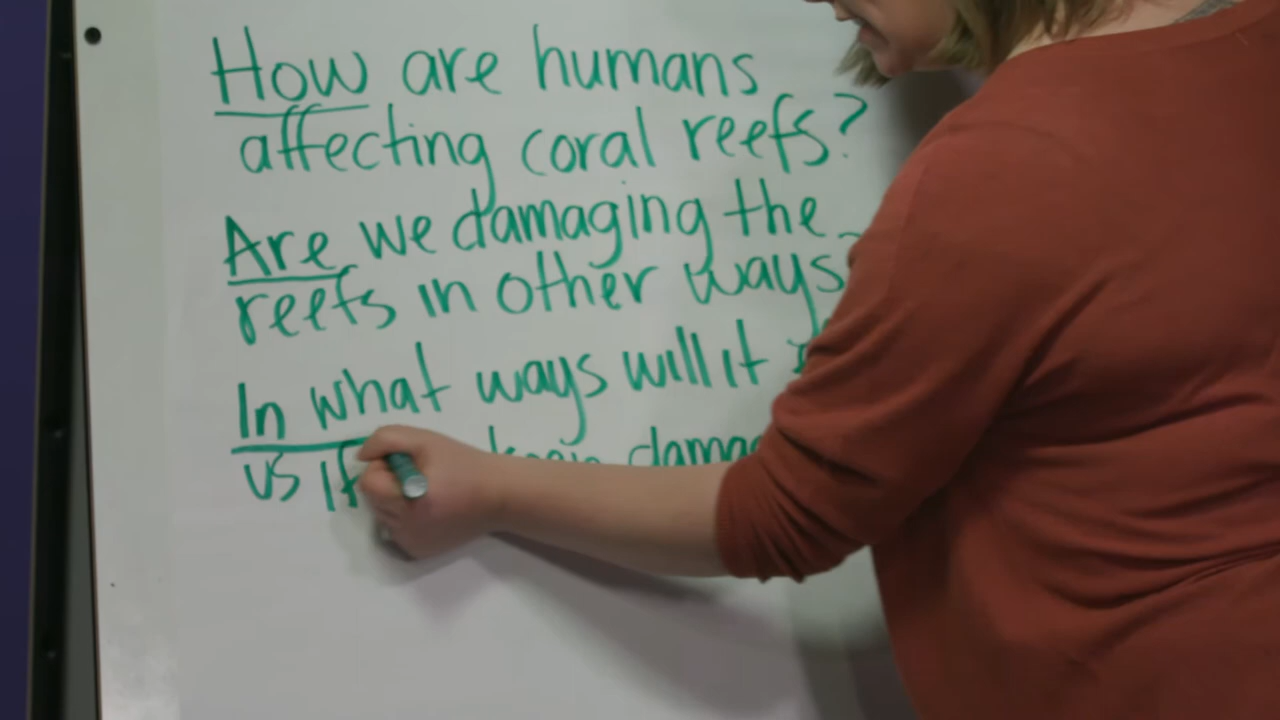 How are humans
affecting coral reefs?
Are we damaging the
reefs in other ways
In what ways will it
us if